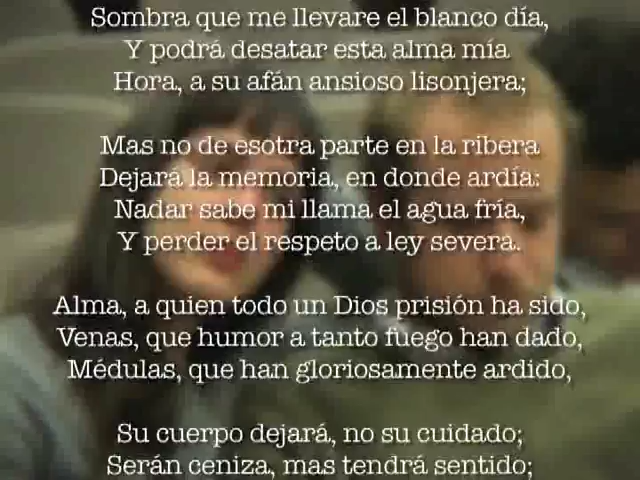 Sombra que me llevare el blanco día,
Y podrá desatar esta alma mía
Hora, a su afán ansioso lisonjera;
Mas no de esotra parte en la ribera
Dejará la memoria, en donde ardía:
Nadar sabe mi llama el agua fría,
Y perder el respeto a ley severa.
Alma, a quien todo un Dios prisión ha sido,
Venas, que humor a tanto fuego han dado,
Médulas, que han gloriosamente ardido,
Su cuerpo dejará, no su cuidado;
Serán ceniza, mas tendrá sentido;